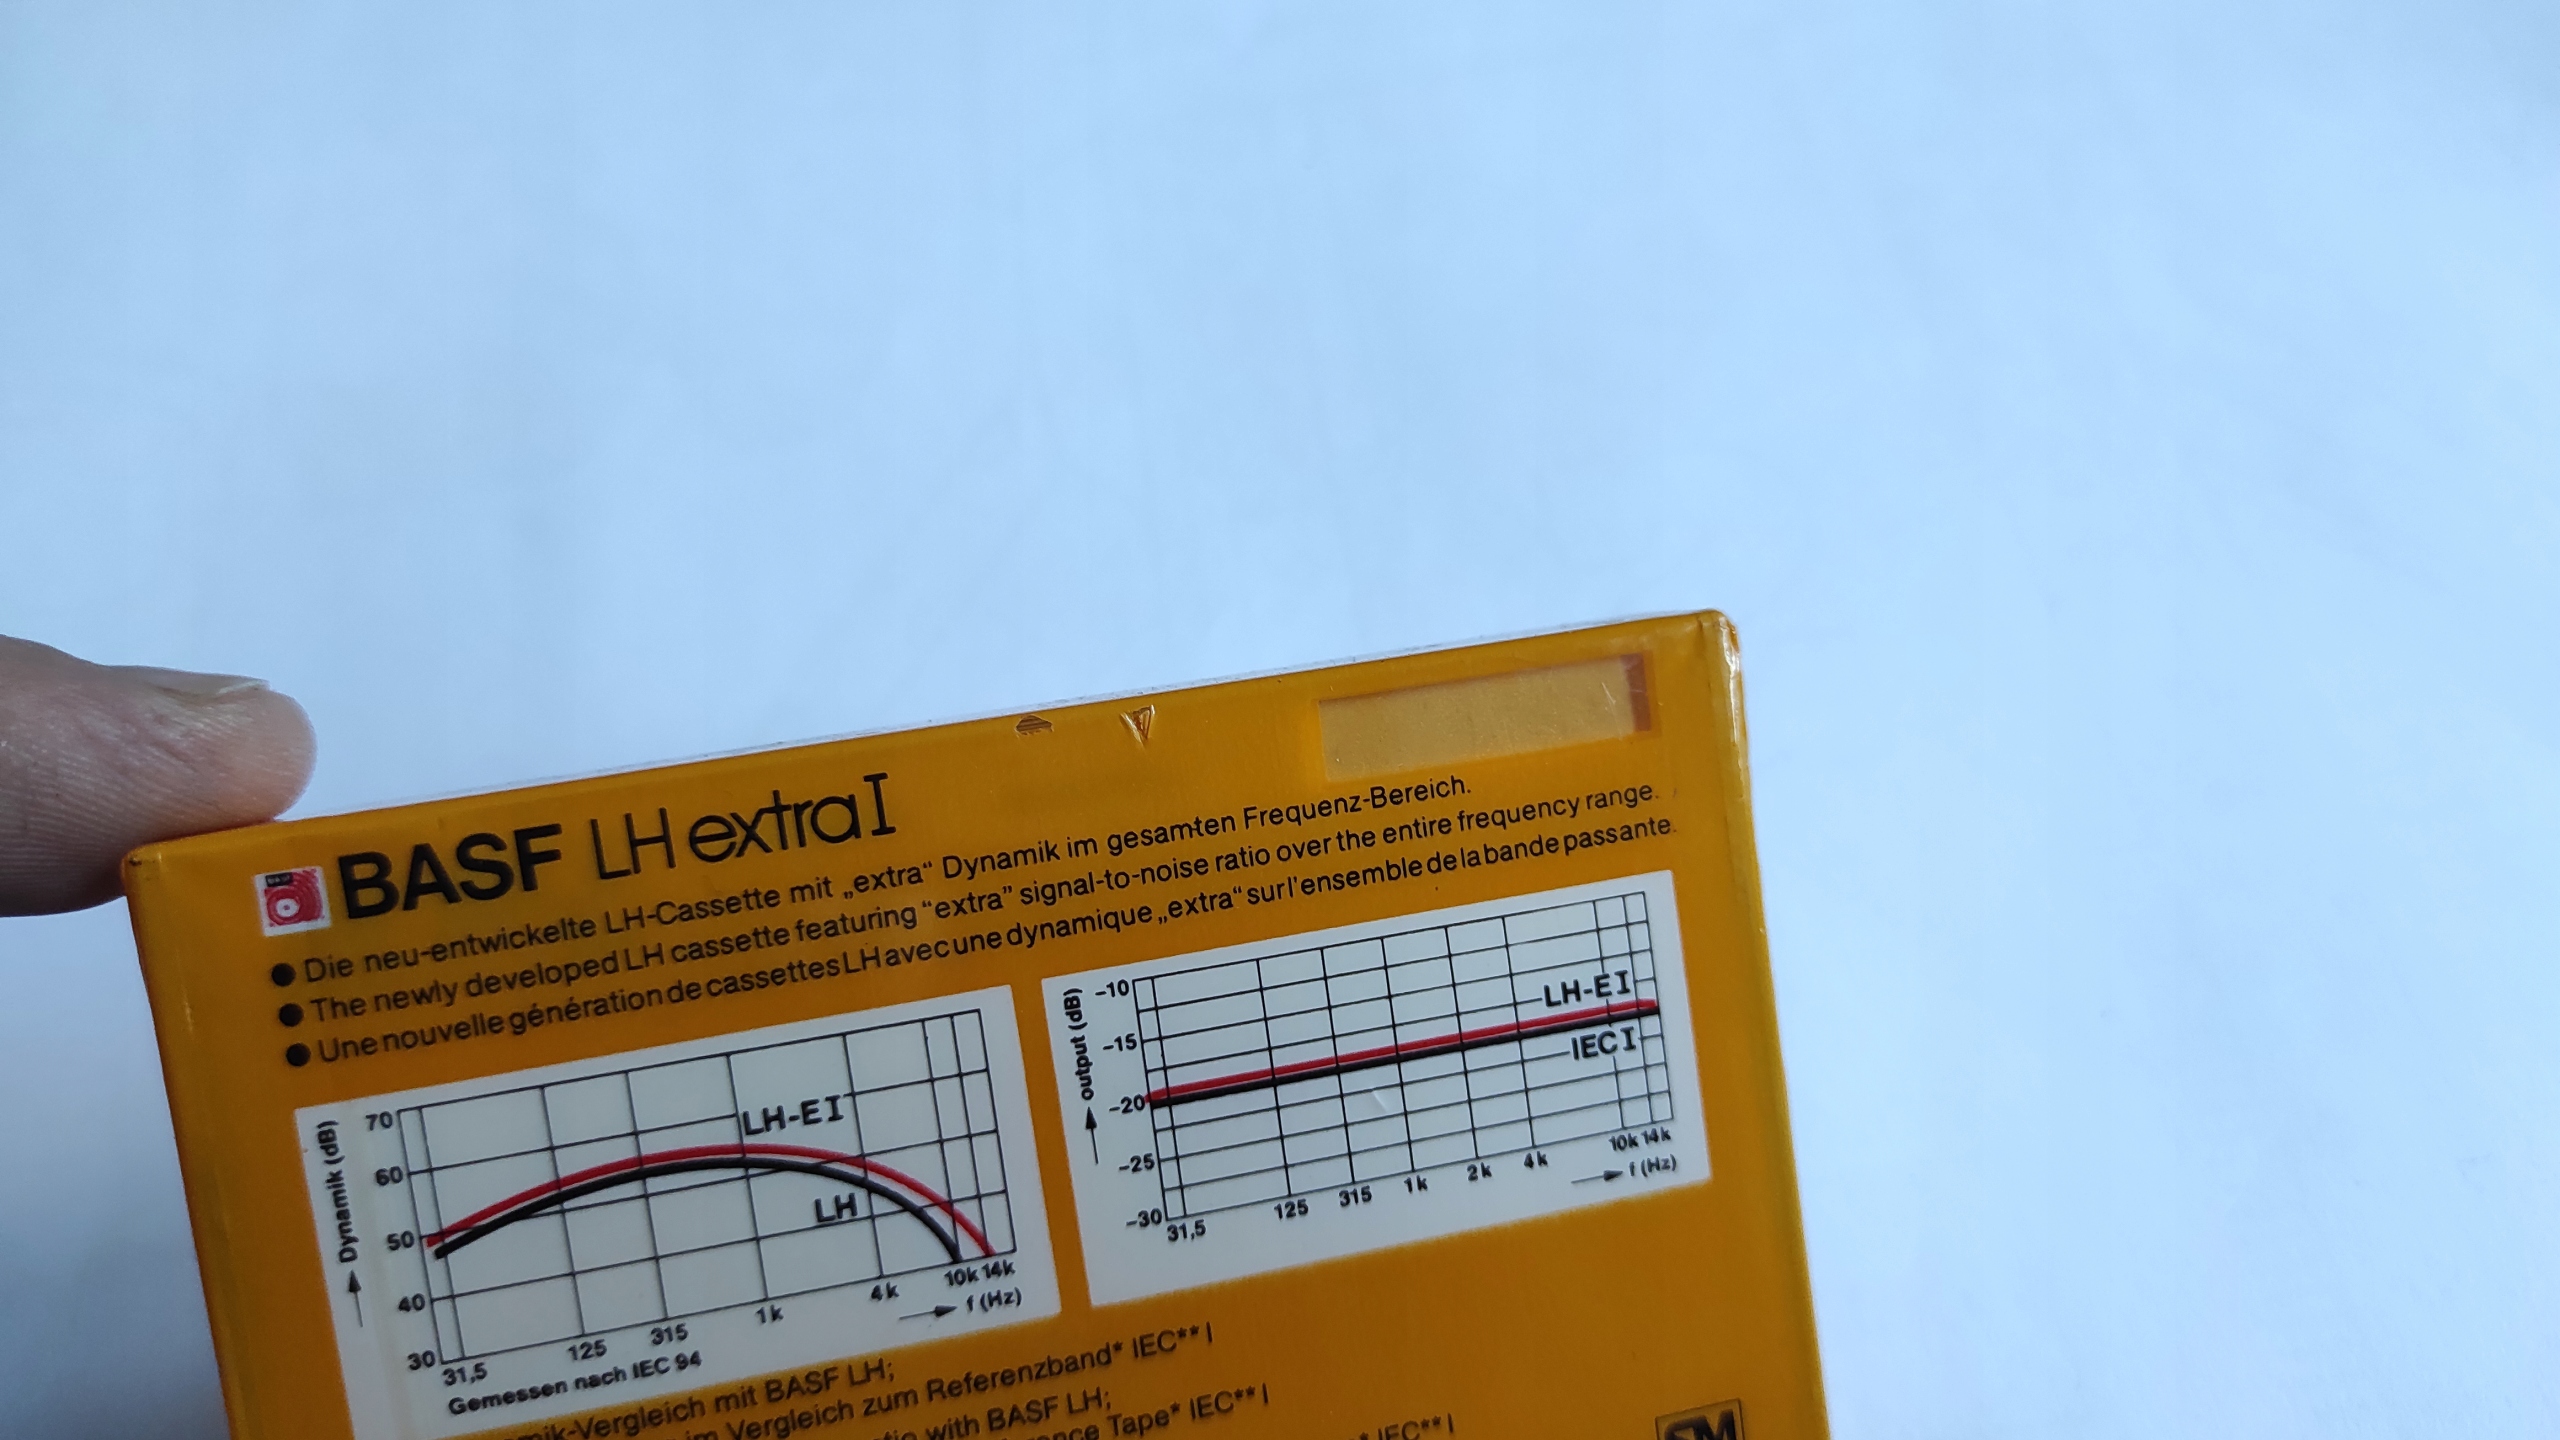 BASF LH extra I
● Die neu-entwickelte LH-Cassette mit „extra“ Dynamik im gesamten Frequenz-Bereich.
● The newly developed LH cassette featuring “extra” signal-to-noise ratio over the entire frequency range.
● Une nouvelle génération de cassettes LH avec une dynamique „extra“ sur l'ensemble de la bande passante.
Dynamik (dB)
70
60
50
40
30
LH-E I
LH
31,5 125 315 1k 4k 10k 14k
f (Hz)
Gemessen nach IEC 94
output (dB)
-10
-15
-20
-25
-30
LH-E I
IEC I
31,5 125 315 1k 2k 4k 10k 14k
f (Hz)
-Vergleich mit BASF LH;
im Vergleich zum Referenzband* IEC** I
with BASF LH;
Tape* IEC** I
IEC** I
SM